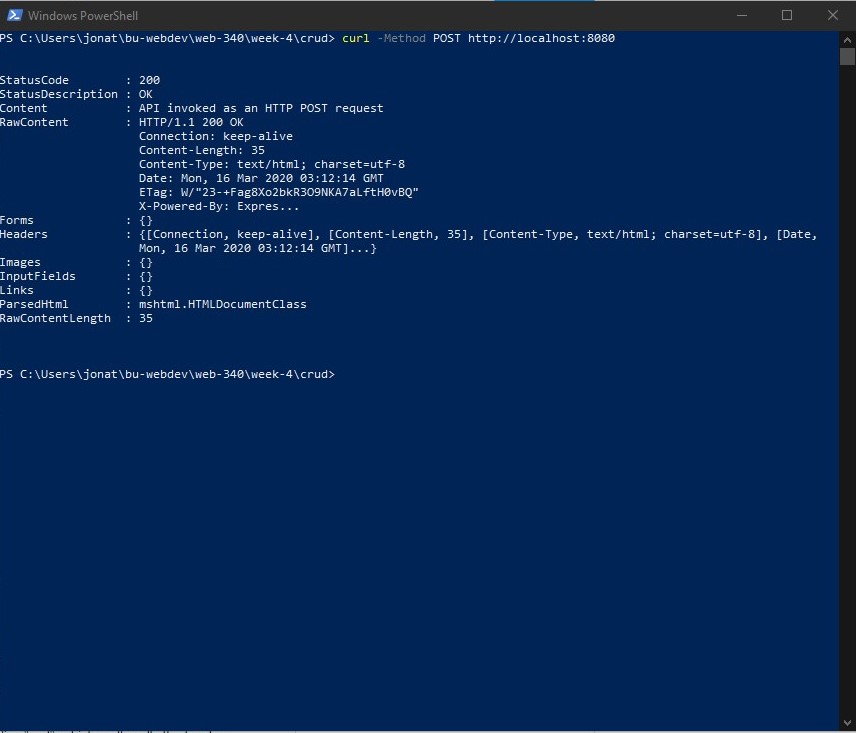 Windows PowerShell
PS C:\Users\jonat\bu-webdev\web-340\week-4\crud> curl -Method POST http://localhost:8080
StatusCode : 200
StatusDescription : OK
Content : API invoked as an HTTP POST request
RawContent : HTTP/1.1 200 OK
Connection: keep-alive
Content-Length: 35
Content-Type: text/html; charset=utf-8
Date: Mon, 16 Mar 2020 03:12:14 GMT
ETag: W/"23-+Fag8Xo2bkR3O9NKA7aLftH0vBQ"
X-Powered-By: Expres...
Forms : {}
Headers : {[Connection, keep-alive], [Content-Length, 35], [Content-Type, text/html; charset=utf-8], [Date,
Mon, 16 Mar 2020 03:12:14 GMT]...}
Images : {}
InputFields : {}
Links : {}
ParsedHtml : mshtml.HTMLDocumentClass
RawContentLength : 35
PS C:\Users\jonat\bu-webdev\web-340\week-4\crud>